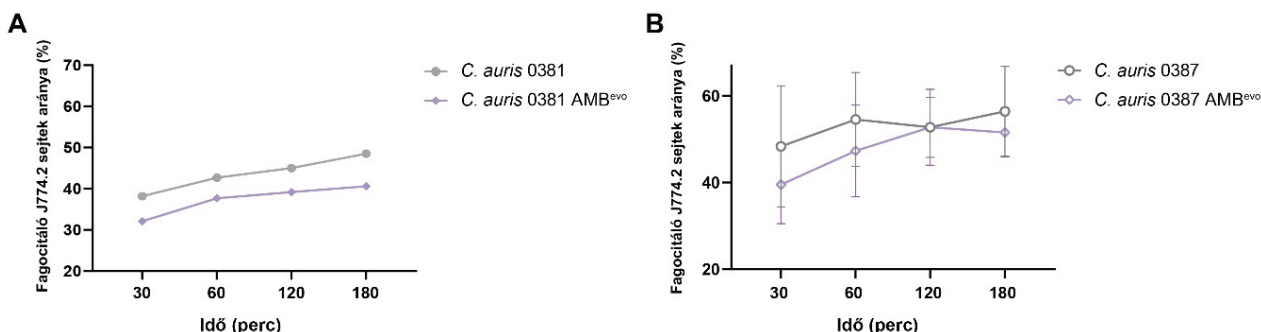 A
Fagocitáló J774.2 sejtek aránya (%)
70
60
50
40
30
20
30
60
120
180
Idő (perc)
C. auris 0381
C. auris 0381 AMBevo
B
Fagocitáló J774.2 sejtek aránya (%)
60
40
20
30
60
120
180
Idő (perc)
C. auris 0387
C. auris 0387 AMBevo